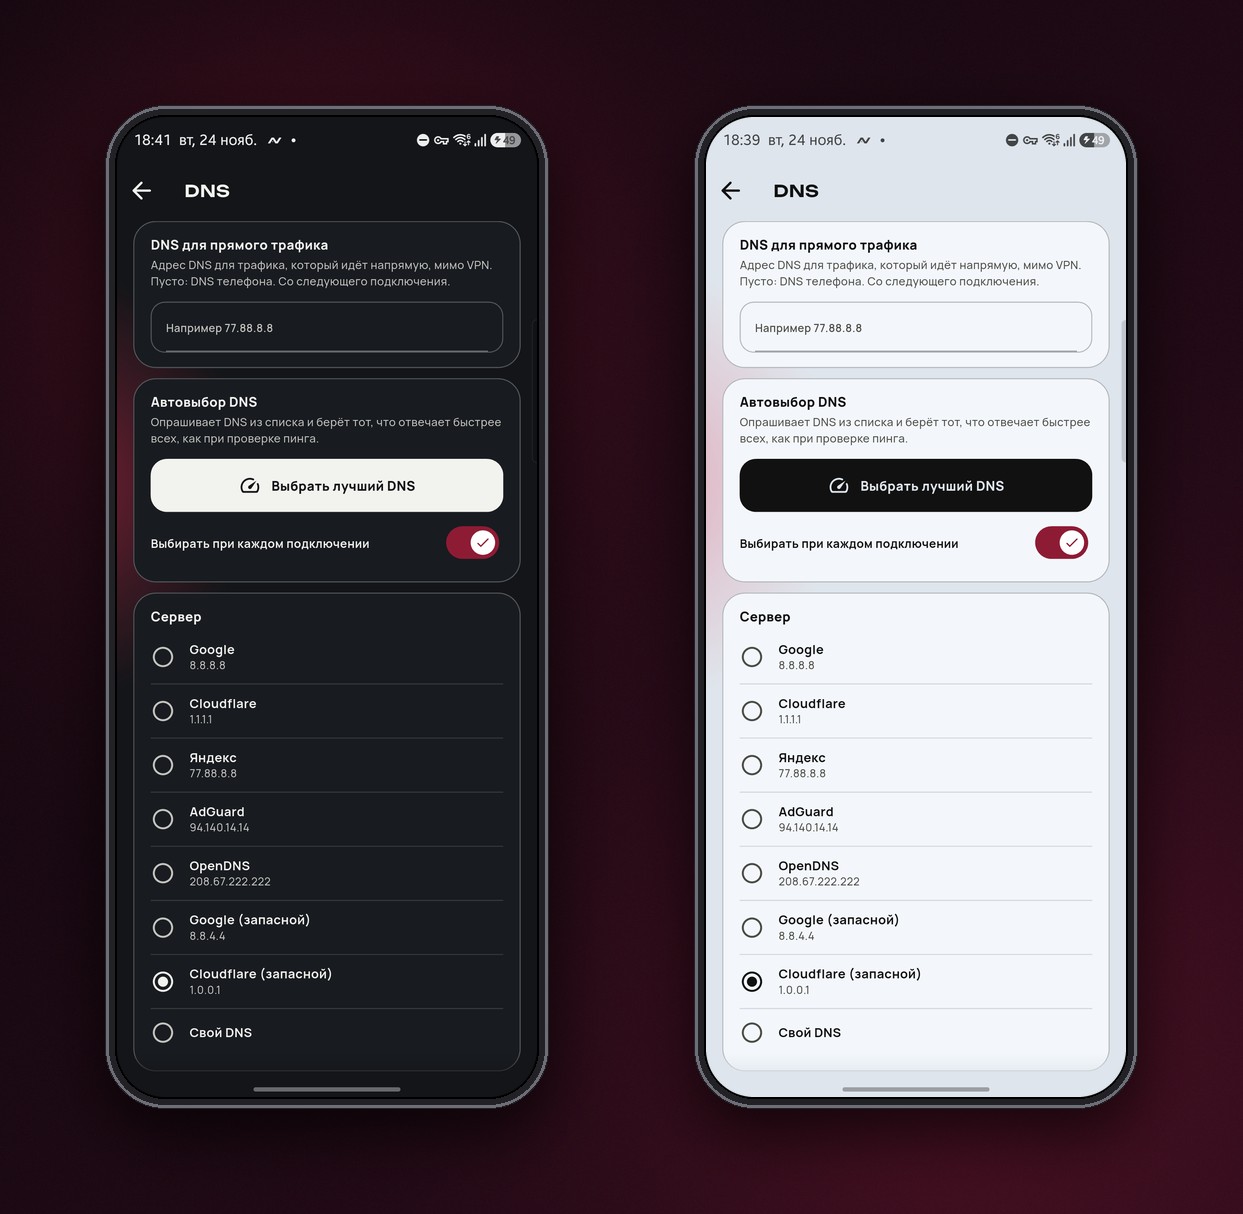 18:41 вт, 24 нояб.
49
DNS
DNS для прямого трафика
Адрес DNS для трафика, который идёт напрямую, мимо VPN.
Пусто: DNS телефона. Со следующего подключения.
Например 77.88.8.8
Автовыбор DNS
Опрашивает DNS из списка и берёт тот, что отвечает быстрее
всех, как при проверке пинга.
Выбрать лучший DNS
Выбирать при каждом подключении
Сервер
Google
8.8.8.8
Cloudflare
1.1.1.1
Яндекс
77.88.8.8
AdGuard
94.140.14.14
OpenDNS
208.67.222.222
Google (запасной)
8.8.4.4
Cloudflare (запасной)
1.0.0.1
Свой DNS
18:39 вт, 24 нояб.
49
DNS
DNS для прямого трафика
Адрес DNS для трафика, который идёт напрямую, мимо VPN.
Пусто: DNS телефона. Со следующего подключения.
Например 77.88.8.8
Автовыбор DNS
Опрашивает DNS из списка и берёт тот, что отвечает быстрее
всех, как при проверке пинга.
Выбрать лучший DNS
Выбирать при каждом подключении
Сервер
Google
8.8.8.8
Cloudflare
1.1.1.1
Яндекс
77.88.8.8
AdGuard
94.140.14.14
OpenDNS
208.67.222.222
Google (запасной)
8.8.4.4
Cloudflare (запасной)
1.0.0.1
Свой DNS